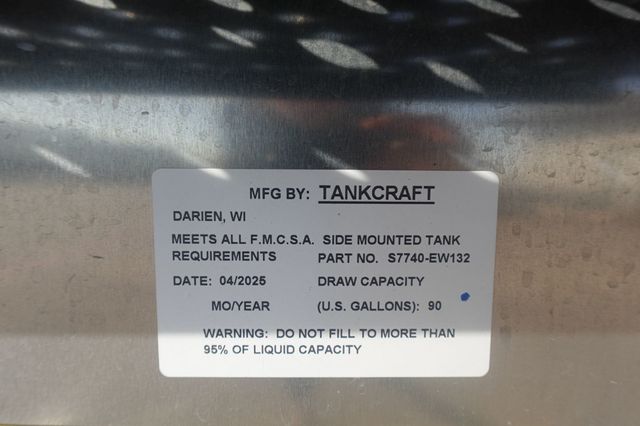 MFG BY: TANKCRAFT
DARIEN, WI
MEETS ALL F.M.C.S.A. SIDE MOUNTED TANK
REQUIREMENTS PART NO. S7740-EW132
DATE: 04/2025 DRAW CAPACITY
MO/YEAR (U.S. GALLONS): 90
WARNING: DO NOT FILL TO MORE THAN
95% OF LIQUID CAPACITY